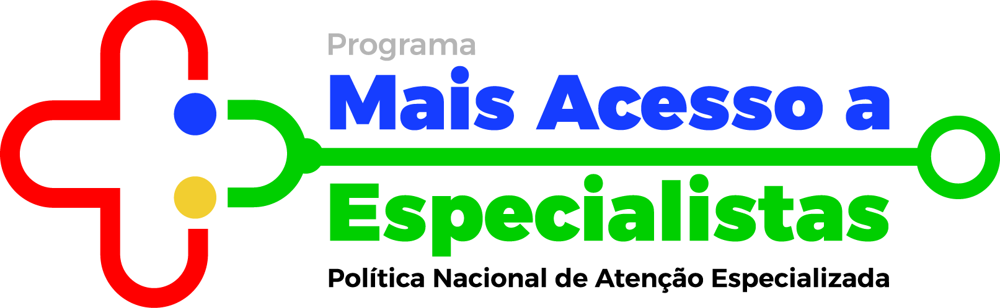 Programa
Mais Acesso a
Especialistas
Política Nacional de Atenção Especializada